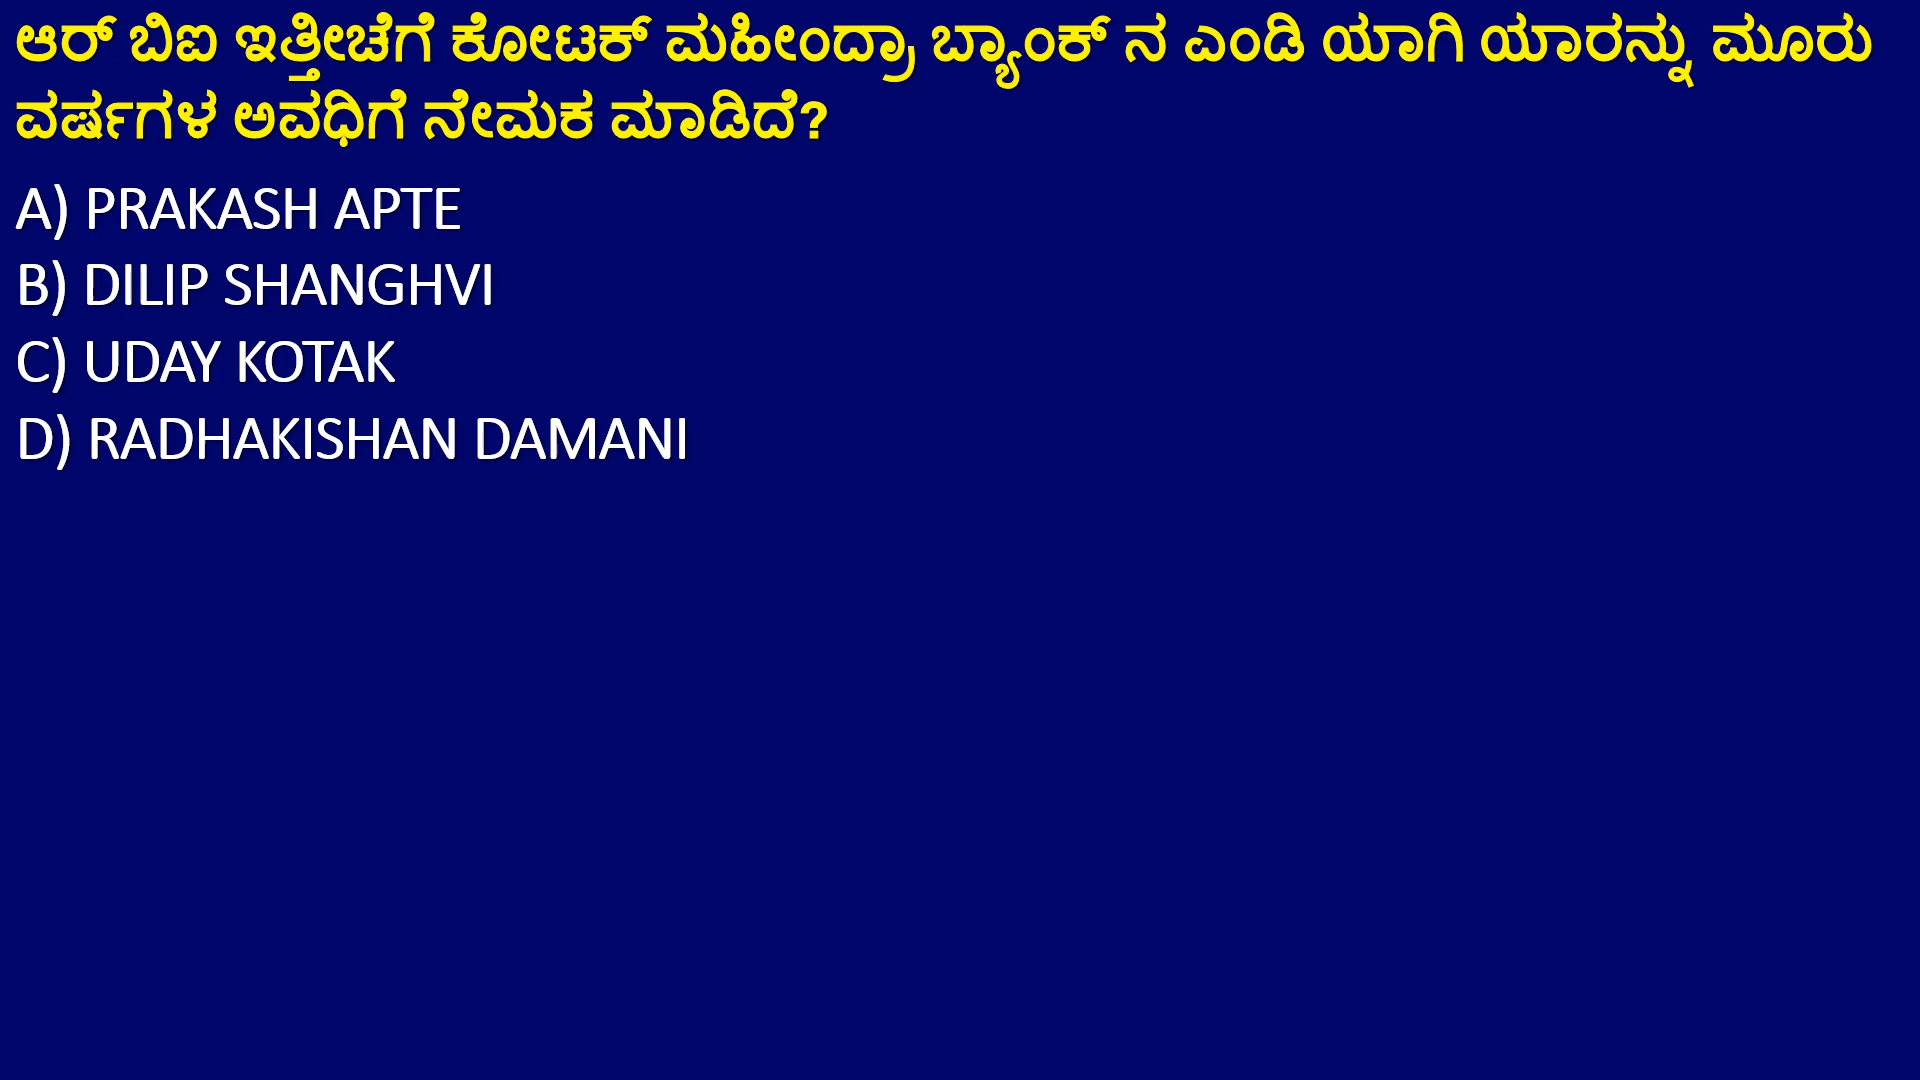 ಆರ್ ಬಿಐ ಇತ್ತೀಚೆಗೆ ಕೋಟಕ್ ಮಹೀಂದ್ರಾ ಬ್ಯಾಂಕ್ ನ ಎಂಡಿ ಯಾಗಿ ಯಾರನ್ನು ಮೂರು
ವರ್ಷಗಳ ಅವಧಿಗೆ ನೇಮಕ ಮಾಡಿದೆ?
A) PRAKASH APTE
B) DILIP SHANGHVI
C) UDAY KOTAK
D) RADHAKISHAN DAMANI